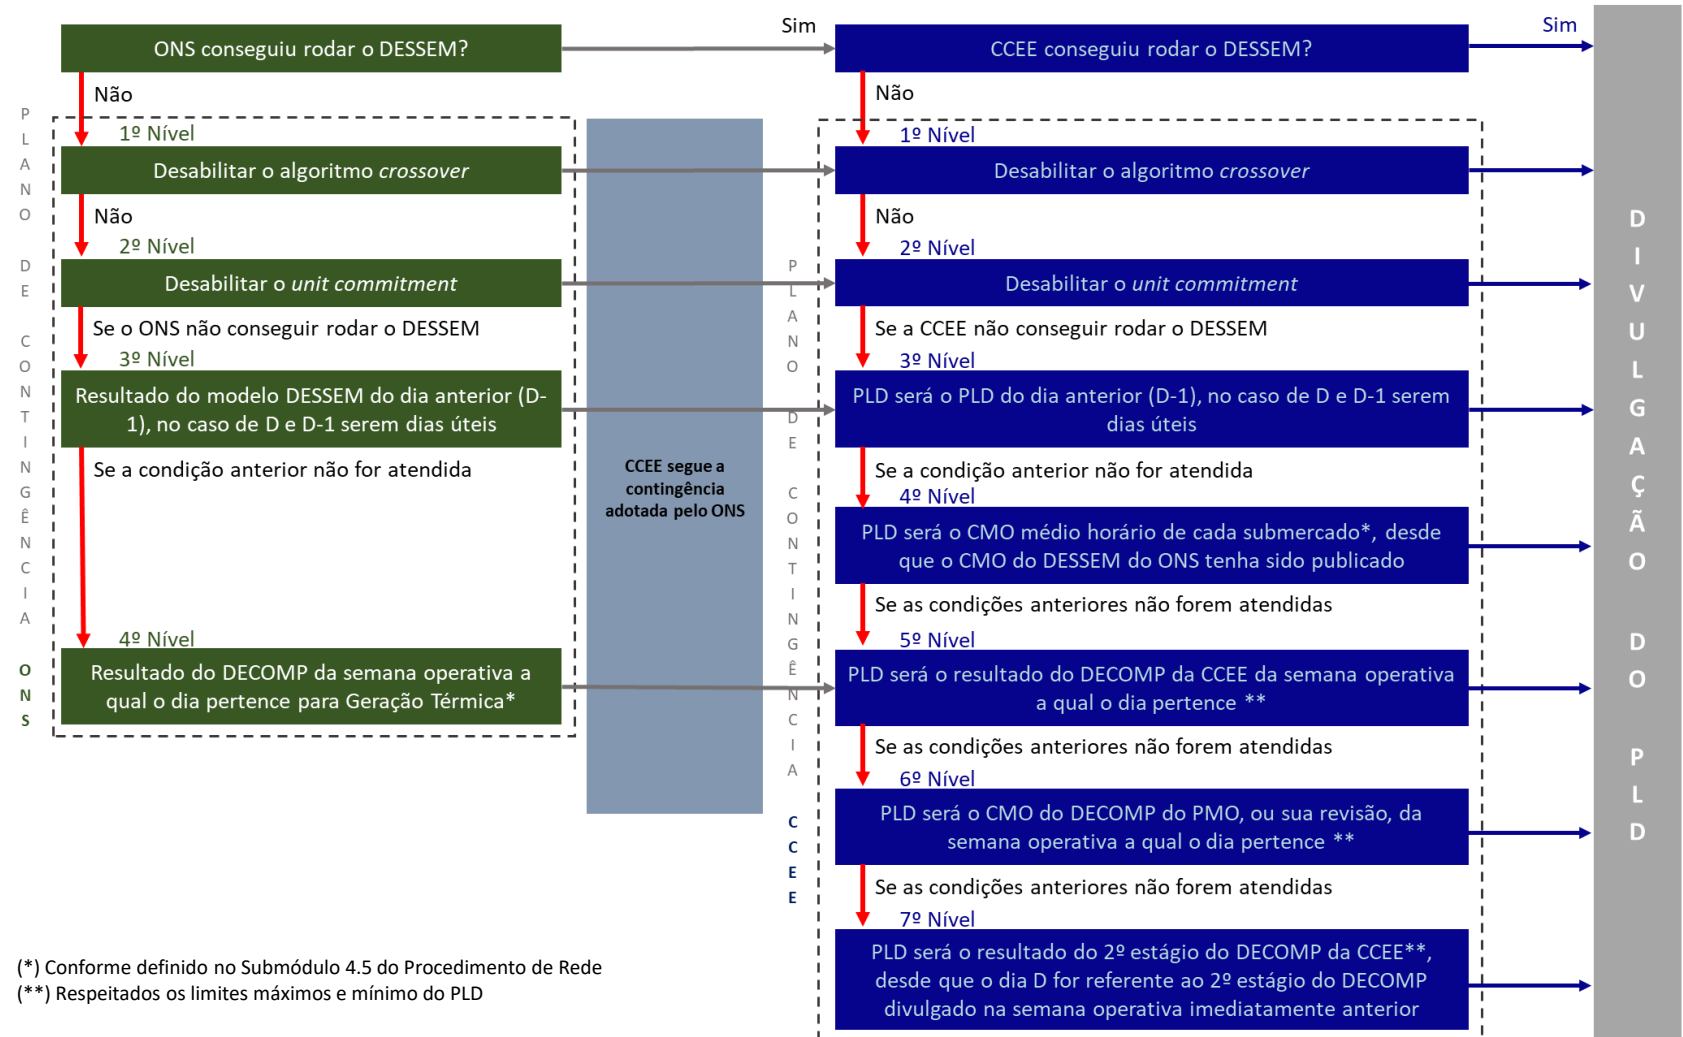 Sim
Sim
ONS conseguiu rodar o DESSEM?
CCEE conseguiu rodar o DESSEM?
Não
Não
PLANO DE CONTINGÊNCIA ONS
1º Nível
Desabilitar o algoritmo crossover
Não
2º Nível
Desabilitar o unit commitment
Se o ONS não conseguir rodar o DESSEM
3º Nível
Resultado do modelo DESSEM do dia anterior (D-
1), no caso de D e D-1 serem dias úteis
Se a condição anterior não for atendida
4º Nível
Resultado do DECOMP da semana operativa a
qual o dia pertence para Geração Térmica*
CCEE segue a
contingência
adotada pelo ONS
PLANO DE CONTINGÊNCIA CCEE
1º Nível
Desabilitar o algoritmo crossover
Não
2º Nível
Desabilitar o unit commitment
Se a CCEE não conseguir rodar o DESSEM
3º Nível
PLD será o PLD do dia anterior (D-1), no caso de D e D-1 serem
dias úteis
Se a condição anterior não for atendida
4º Nível
PLD será o CMO médio horário de cada submercado*, desde
que o CMO do DESSEM do ONS tenha sido publicado
Se as condições anteriores não forem atendidas
5º Nível
PLD será o resultado do DECOMP da CCEE da semana operativa
a qual o dia pertence **
Se as condições anteriores não forem atendidas
6º Nível
PLD será o CMO do DECOMP do PMO, ou sua revisão, da
semana operativa a qual o dia pertence **
Se as condições anteriores não forem atendidas
7º Nível
PLD será o resultado do 2º estágio do DECOMP da CCEE**,
desde que o dia D for referente ao 2º estágio do DECOMP
divulgado na semana operativa imediatamente anterior
DIVULGAÇÃO DO PLD
(*) Conforme definido no Submódulo 4.5 do Procedimento de Rede
(**) Respeitados os limites máximos e mínimo do PLD